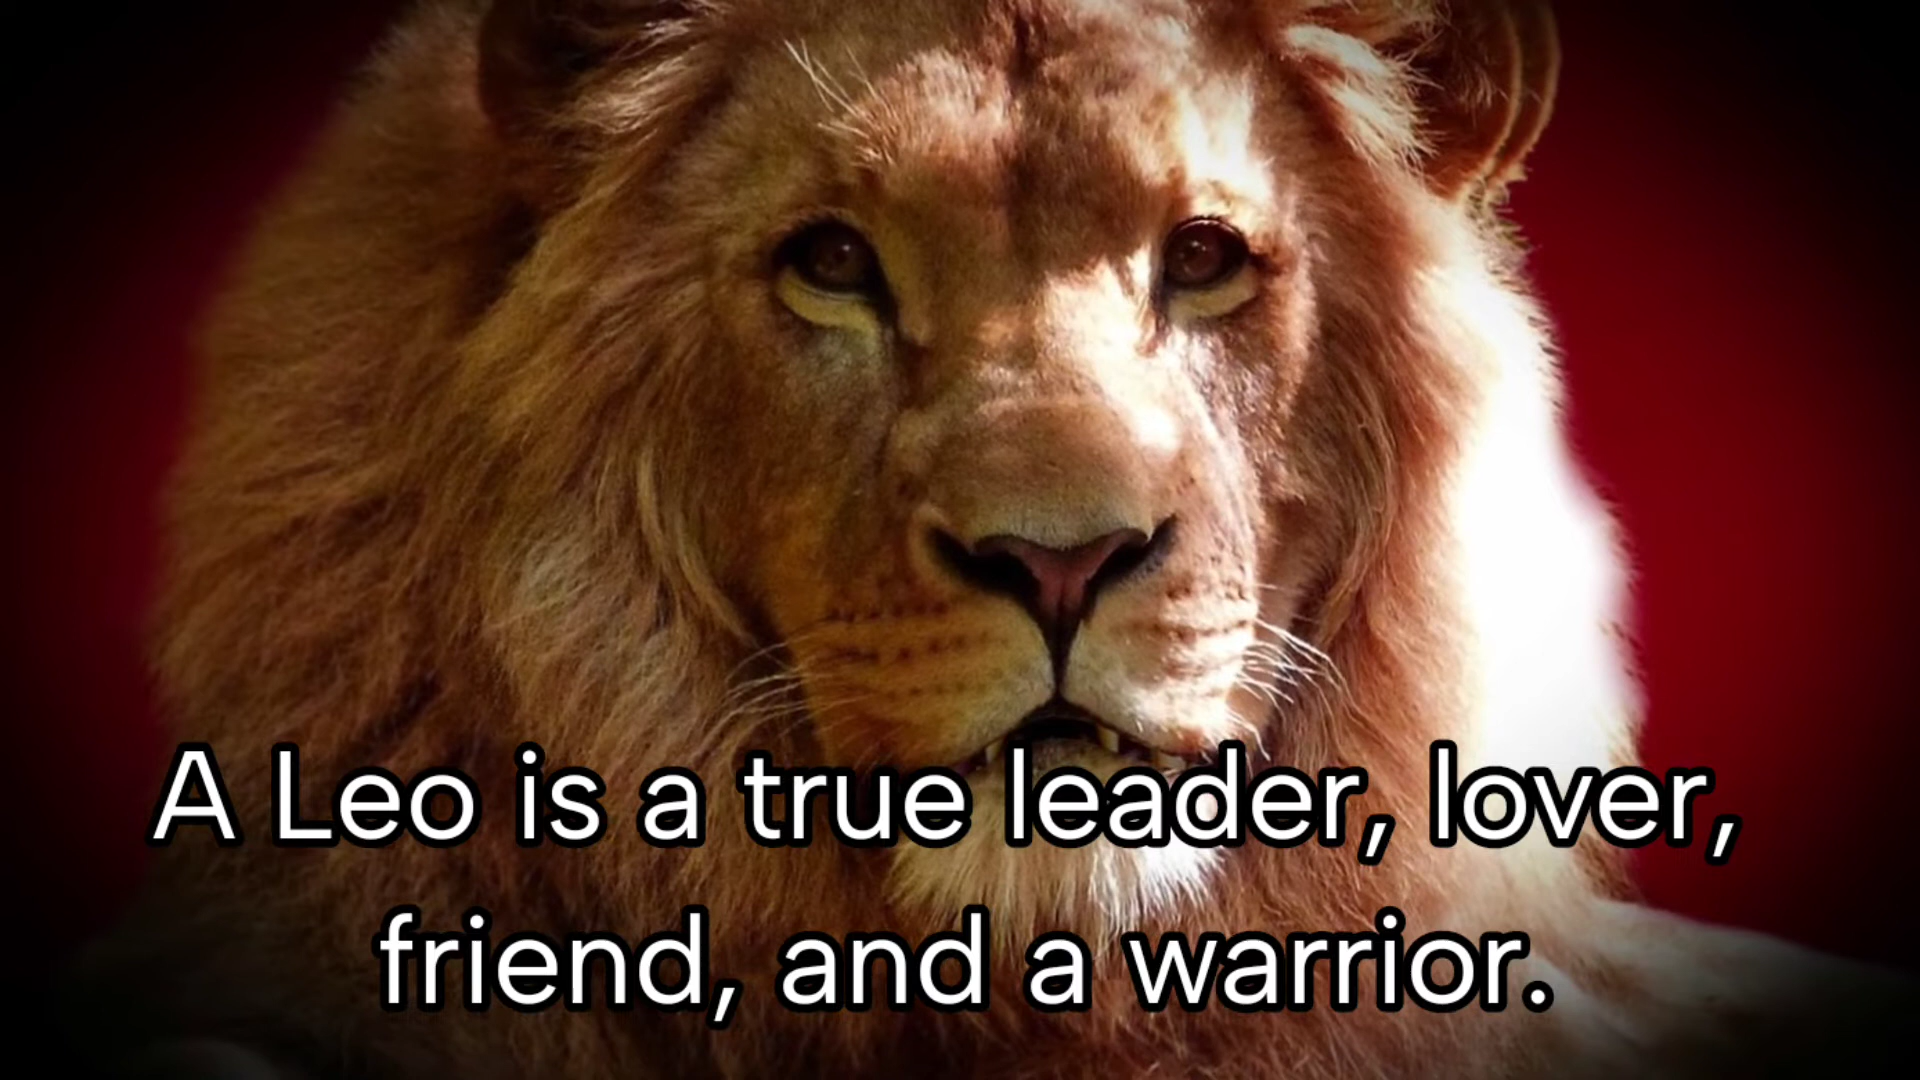 A Leo is a true leader, lover,
friend, and a warrior.